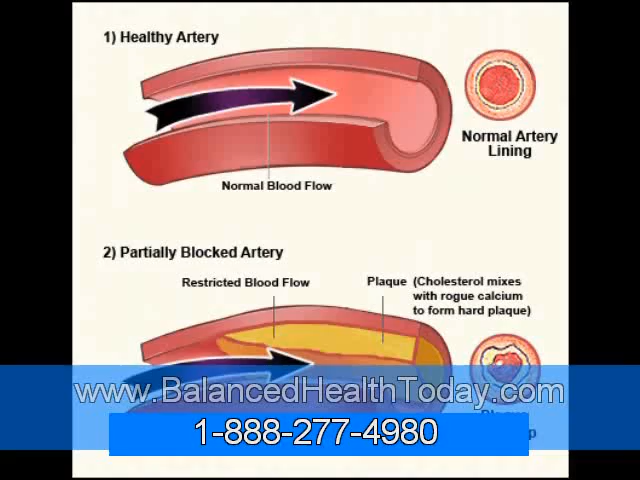 1) Healthy Artery
Normal Artery
Lining
Normal Blood Flow
2) Partially Blocked Artery
Restricted Blood Flow
Plaque (Cholesterol mixes
with rogue calcium
to form hard plaque)
www.BalancedHealthToday.com
1-888-277-4980